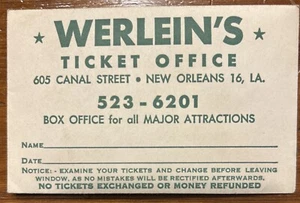 ★ WERLEIN'S ★
TICKET OFFICE
605 CANAL STREET • NEW ORLEANS 16, LA.
523-6201
BOX OFFICE for all MAJOR ATTRACTIONS
NAME
DATE
NOTICE: - EXAMINE YOUR TICKETS AND CHANGE BEFORE LEAVING
WINDOW, AS NO MISTAKES WILL BE RECTIFIED AFTERWARDS.
NO TICKETS EXCHANGED OR MONEY REFUNDED